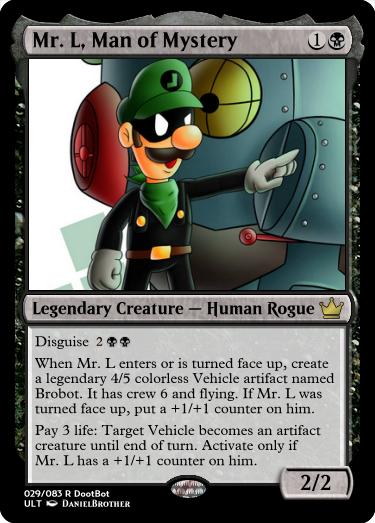 Mr. L, Man of Mystery 1
L
Legendary Creature — Human Rogue
Disguise 2
When Mr. L enters or is turned face up, create
a legendary 4/5 colorless Vehicle artifact named
Brobot. It has crew 6 and flying. If Mr. L was
turned face up, put a +1/+1 counter on him.
Pay 3 life: Target Vehicle becomes an artifact
creature until end of turn. Activate only if
Mr. L has a +1/+1 counter on him.
2/2
029/083 R DootBot
ULT DanielBrother